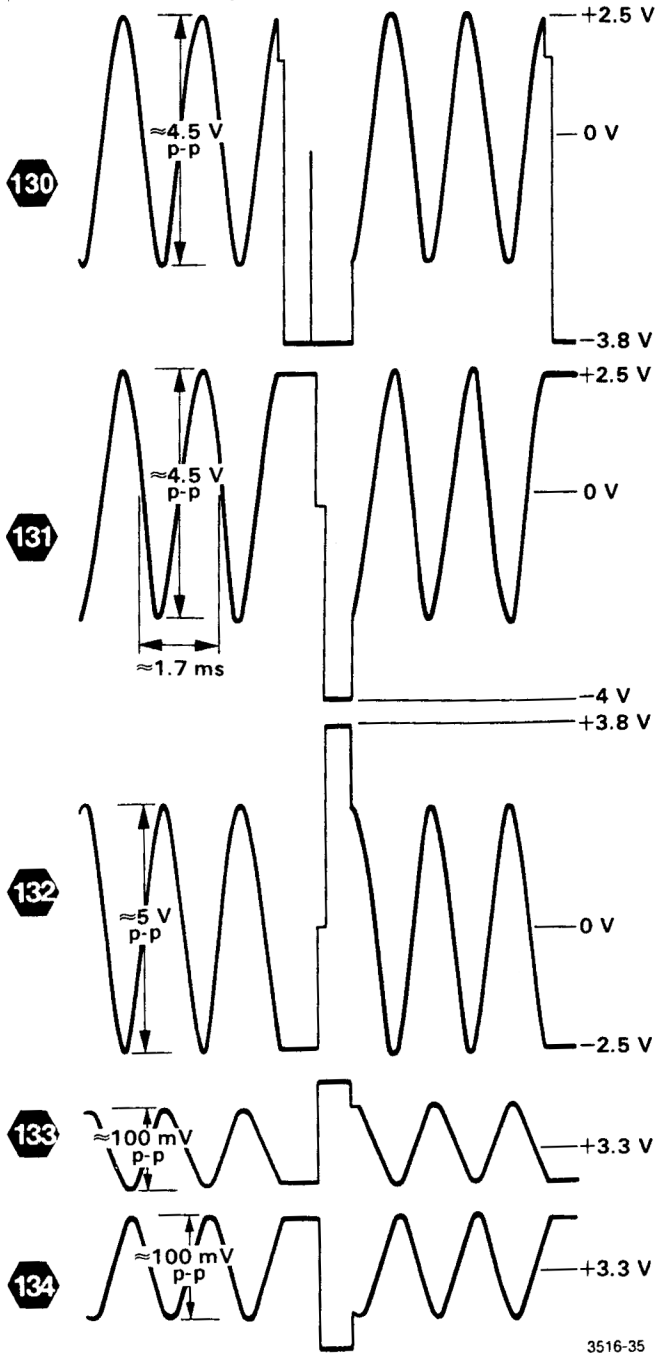 +2.5 V
≈4.5 V
p-p
0 V
130
−3.8 V
+2.5 V
≈4.5 V
p-p
0 V
131
≈1.7 ms
−4 V
+3.8 V
132
≈5 V
p-p
0 V
−2.5 V
133
≈100 mV
p-p
+3.3 V
134
≈100 mV
p-p
+3.3 V
3516-35